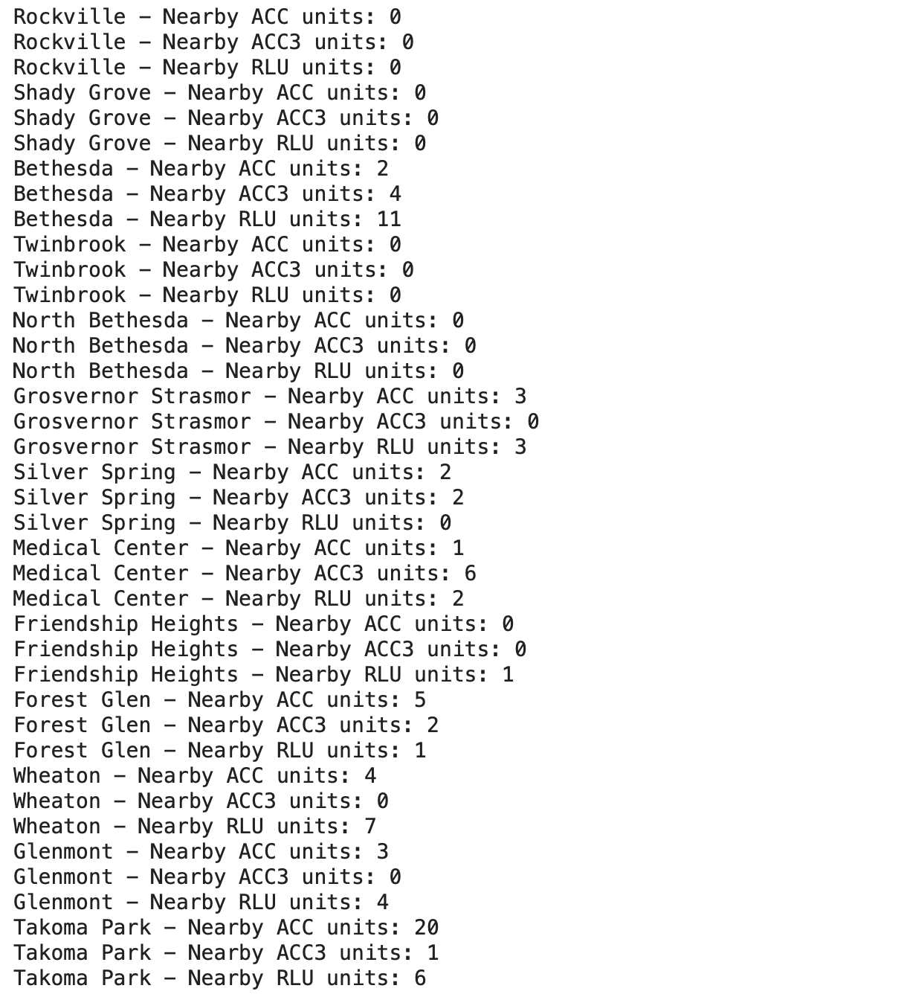 Rockville – Nearby ACC units: 0
Rockville – Nearby ACC3 units: 0
Rockville – Nearby RLU units: 0
Shady Grove – Nearby ACC units: 0
Shady Grove – Nearby ACC3 units: 0
Shady Grove – Nearby RLU units: 0
Bethesda – Nearby ACC units: 2
Bethesda – Nearby ACC3 units: 4
Bethesda – Nearby RLU units: 11
Twinbrook – Nearby ACC units: 0
Twinbrook – Nearby ACC3 units: 0
Twinbrook – Nearby RLU units: 0
North Bethesda – Nearby ACC units: 0
North Bethesda – Nearby ACC3 units: 0
North Bethesda – Nearby RLU units: 0
Grosvernor Strasmor – Nearby ACC units: 3
Grosvernor Strasmor – Nearby ACC3 units: 0
Grosvernor Strasmor – Nearby RLU units: 3
Silver Spring – Nearby ACC units: 2
Silver Spring – Nearby ACC3 units: 2
Silver Spring – Nearby RLU units: 0
Medical Center – Nearby ACC units: 1
Medical Center – Nearby ACC3 units: 6
Medical Center – Nearby RLU units: 2
Friendship Heights – Nearby ACC units: 0
Friendship Heights – Nearby ACC3 units: 0
Friendship Heights – Nearby RLU units: 1
Forest Glen – Nearby ACC units: 5
Forest Glen – Nearby ACC3 units: 2
Forest Glen – Nearby RLU units: 1
Wheaton – Nearby ACC units: 4
Wheaton – Nearby ACC3 units: 0
Wheaton – Nearby RLU units: 7
Glenmont – Nearby ACC units: 3
Glenmont – Nearby ACC3 units: 0
Glenmont – Nearby RLU units: 4
Takoma Park – Nearby ACC units: 20
Takoma Park – Nearby ACC3 units: 1
Takoma Park – Nearby RLU units: 6